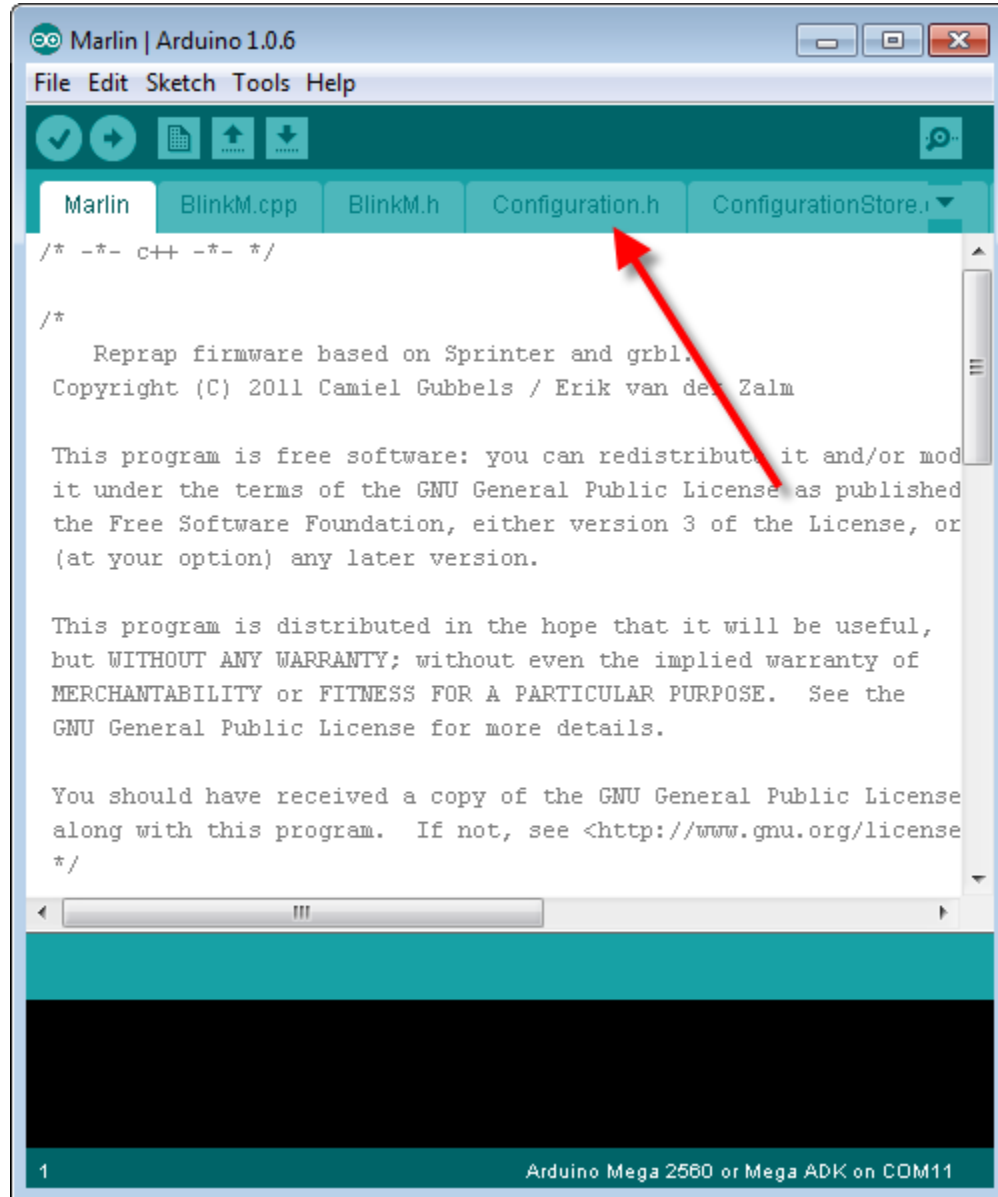 Marlin | Arduino 1.0.6
File Edit Sketch Tools Help
Marlin BlinkM.cpp BlinkM.h Configuration.h ConfigurationStore.
/* -*- c++ -*- */
/*
Reprap firmware based on Sprinter and grbl.
Copyright (C) 2011 Camiel Gubbels / Erik van der Zalm
This program is free software: you can redistribute it and/or mod
it under the terms of the GNU General Public License as published
the Free Software Foundation, either version 3 of the License, or
(at your option) any later version.
This program is distributed in the hope that it will be useful,
but WITHOUT ANY WARRANTY; without even the implied warranty of
MERCHANTABILITY or FITNESS FOR A PARTICULAR PURPOSE. See the
GNU General Public License for more details.
You should have received a copy of the GNU General Public License
along with this program. If not, see <http://www.gnu.org/license
*/
1 Arduino Mega 2560 or Mega ADK on COM11